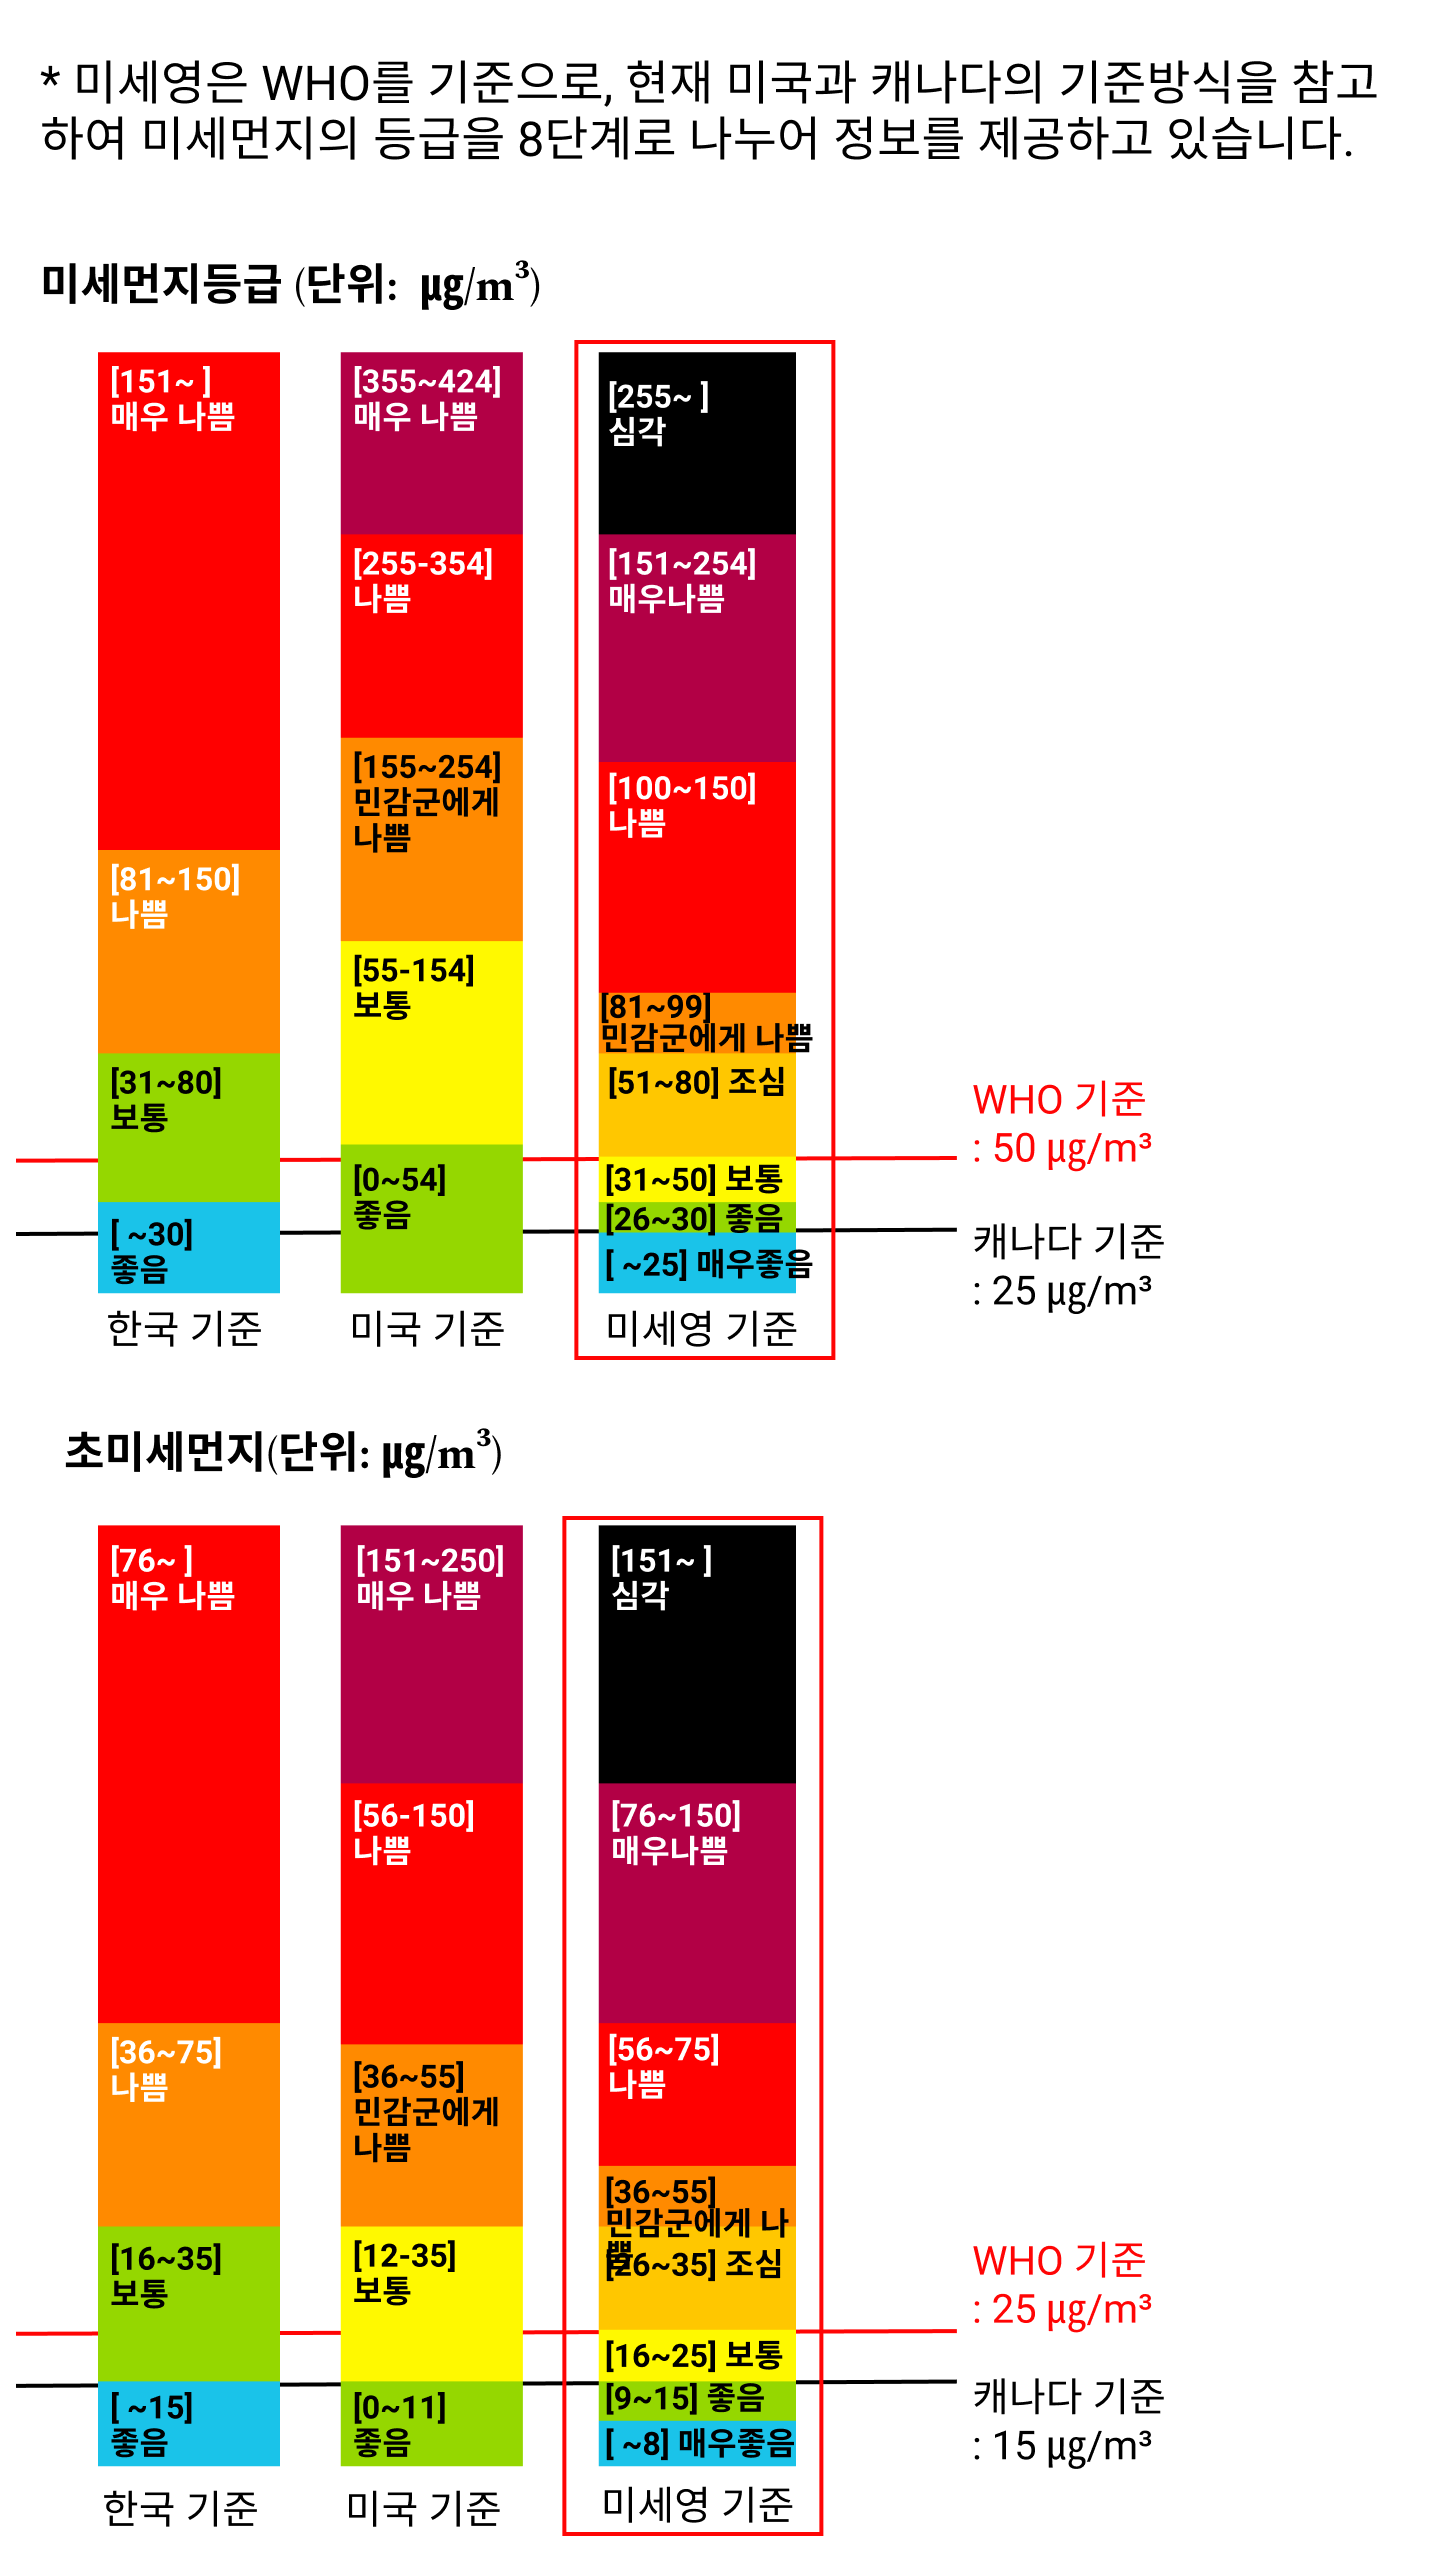 * 미세영은 WHO를 기준으로, 현재 미국과 캐나다의 기준방식을 참고
하여 미세먼지의 등급을 8단계로 나누어 정보를 제공하고 있습니다.
미세먼지등급 (단위: μg/m³)
[151~ ]
매우 나쁨
[81~150]
나쁨
[31~80]
보통
[ ~30]
좋음
한국 기준
[355~424]
매우 나쁨
[255-354]
나쁨
[155~254]
민감군에게
나쁨
[55-154]
보통
[0~54]
좋음
미국 기준
[255~ ]
심각
[151~254]
매우나쁨
[100~150]
나쁨
[81~99]
민감군에게 나쁨
[51~80] 조심
[31~50] 보통
[26~30] 좋음
[ ~25] 매우좋음
미세영 기준
WHO 기준
: 50 μg/m³
캐나다 기준
: 25 μg/m³
초미세먼지(단위: μg/m³)
[76~ ]
매우 나쁨
[36~75]
나쁨
[16~35]
보통
[ ~15]
좋음
한국 기준
[151~250]
매우 나쁨
[56-150]
나쁨
[36~55]
민감군에게
나쁨
[12-35]
보통
[0~11]
좋음
미국 기준
[151~ ]
심각
[76~150]
매우나쁨
[56~75]
나쁨
[36~55]
민감군에게 나
쁨
[26~35] 조심
[16~25] 보통
[9~15] 좋음
[ ~8] 매우좋음
미세영 기준
WHO 기준
: 25 μg/m³
캐나다 기준
: 15 μg/m³